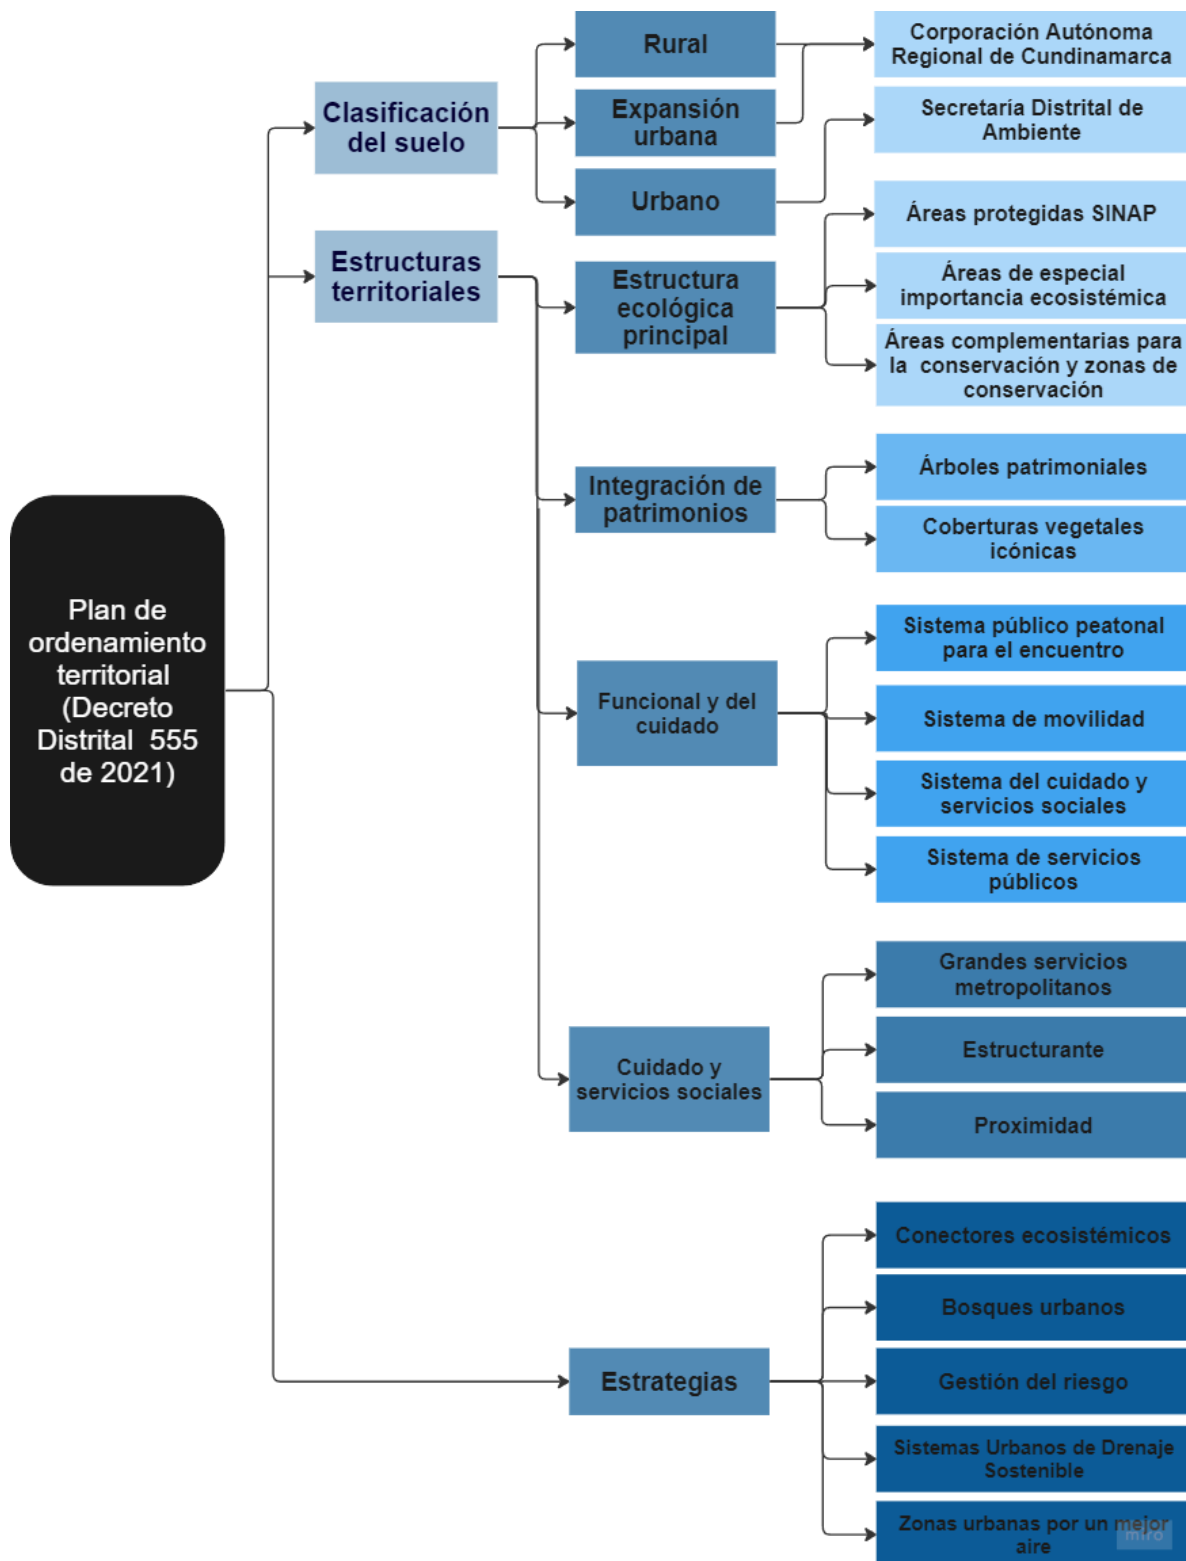 Rural
Corporación Autónoma
Regional de Cundinamarca
Clasificación
del suelo
Expansión
urbana
Secretaría Distrital de
Ambiente
Urbano
Estructuras
territoriales
Estructura
ecológica
principal
Áreas protegidas SINAP
Áreas de especial
importancia ecosistémica
Áreas complementarias para
la conservación y zonas de
conservación
Integración de
patrimonios
Árboles patrimoniales
Coberturas vegetales
icónicas
Plan de
ordenamiento
territorial
(Decreto
Distrital 555
de 2021)
Funcional y del
cuidado
Sistema público peatonal
para el encuentro
Sistema de movilidad
Sistema del cuidado y
servicios sociales
Sistema de servicios
públicos
Cuidado y
servicios sociales
Grandes servicios
metropolitanos
Estructurante
Proximidad
Estrategias
Conectores ecosistémicos
Bosques urbanos
Gestión del riesgo
Sistemas Urbanos de Drenaje
Sostenible
Zonas urbanas por un mejor
aire
miro